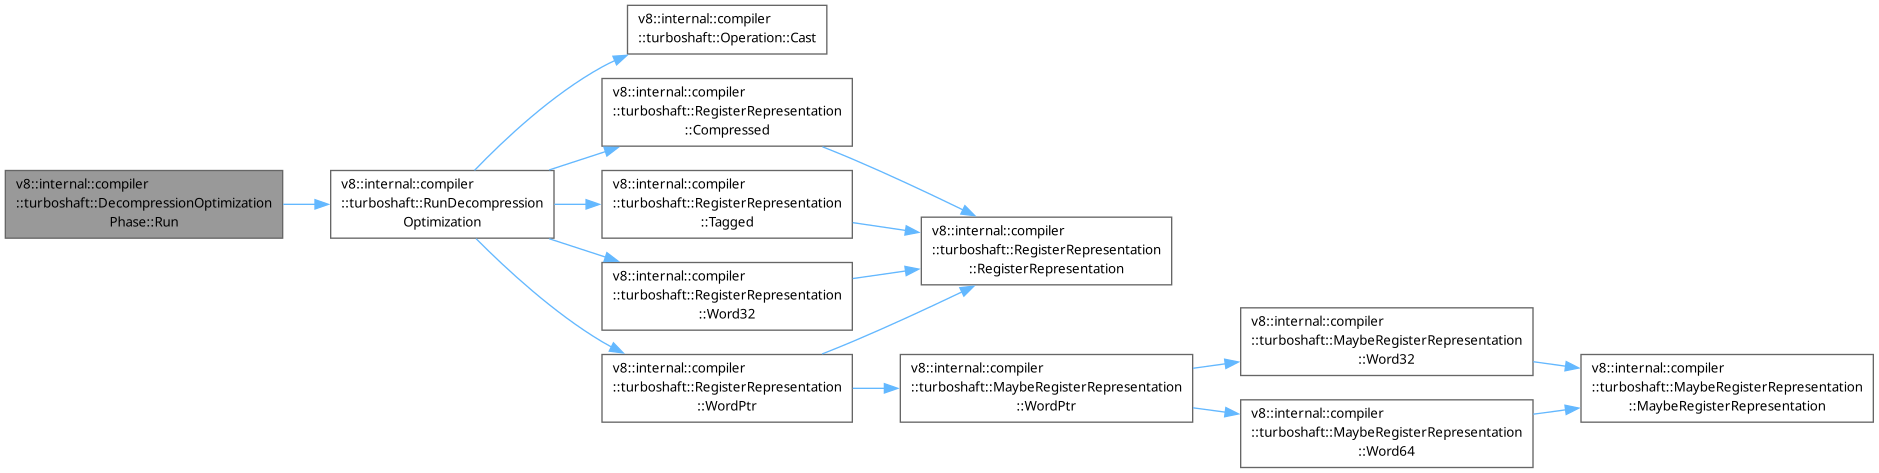 v8::internal::compiler
::turboshaft::Operation::Cast
v8::internal::compiler
::turboshaft::RegisterRepresentation
::Compressed
v8::internal::compiler
::turboshaft::DecompressionOptimization
Phase::Run
v8::internal::compiler
::turboshaft::RunDecompression
Optimization
v8::internal::compiler
::turboshaft::RegisterRepresentation
::Tagged
v8::internal::compiler
::turboshaft::RegisterRepresentation
::RegisterRepresentation
v8::internal::compiler
::turboshaft::RegisterRepresentation
::Word32
v8::internal::compiler
::turboshaft::RegisterRepresentation
::WordPtr
v8::internal::compiler
::turboshaft::MaybeRegisterRepresentation
::WordPtr
v8::internal::compiler
::turboshaft::MaybeRegisterRepresentation
::Word32
v8::internal::compiler
::turboshaft::MaybeRegisterRepresentation
::MaybeRegisterRepresentation
v8::internal::compiler
::turboshaft::MaybeRegisterRepresentation
::Word64